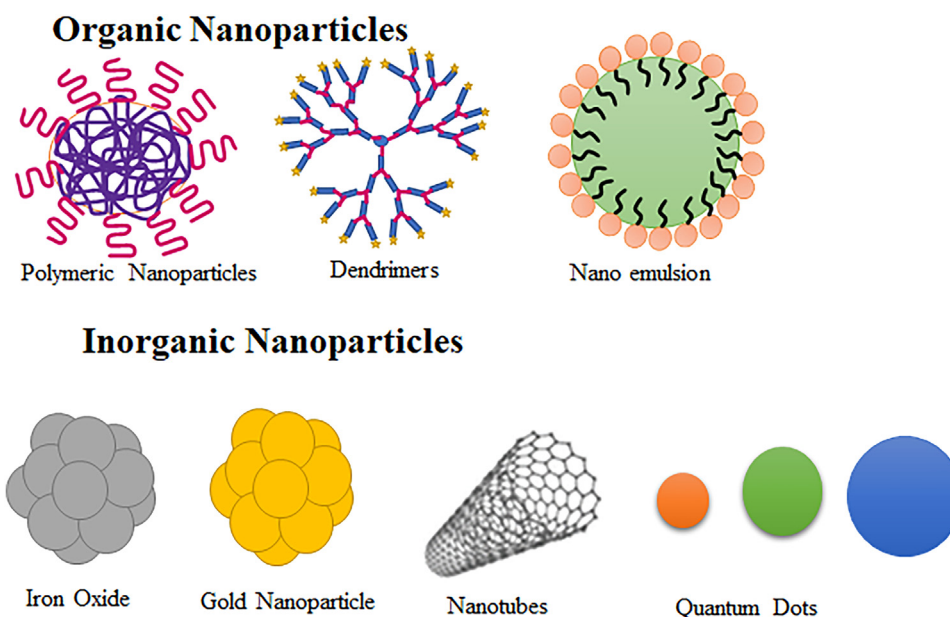 Organic Nanoparticles
Polymeric Nanoparticles
Dendrimers
Nano emulsion
Inorganic Nanoparticles
Iron Oxide
Gold Nanoparticle
Nanotubes
Quantum Dots